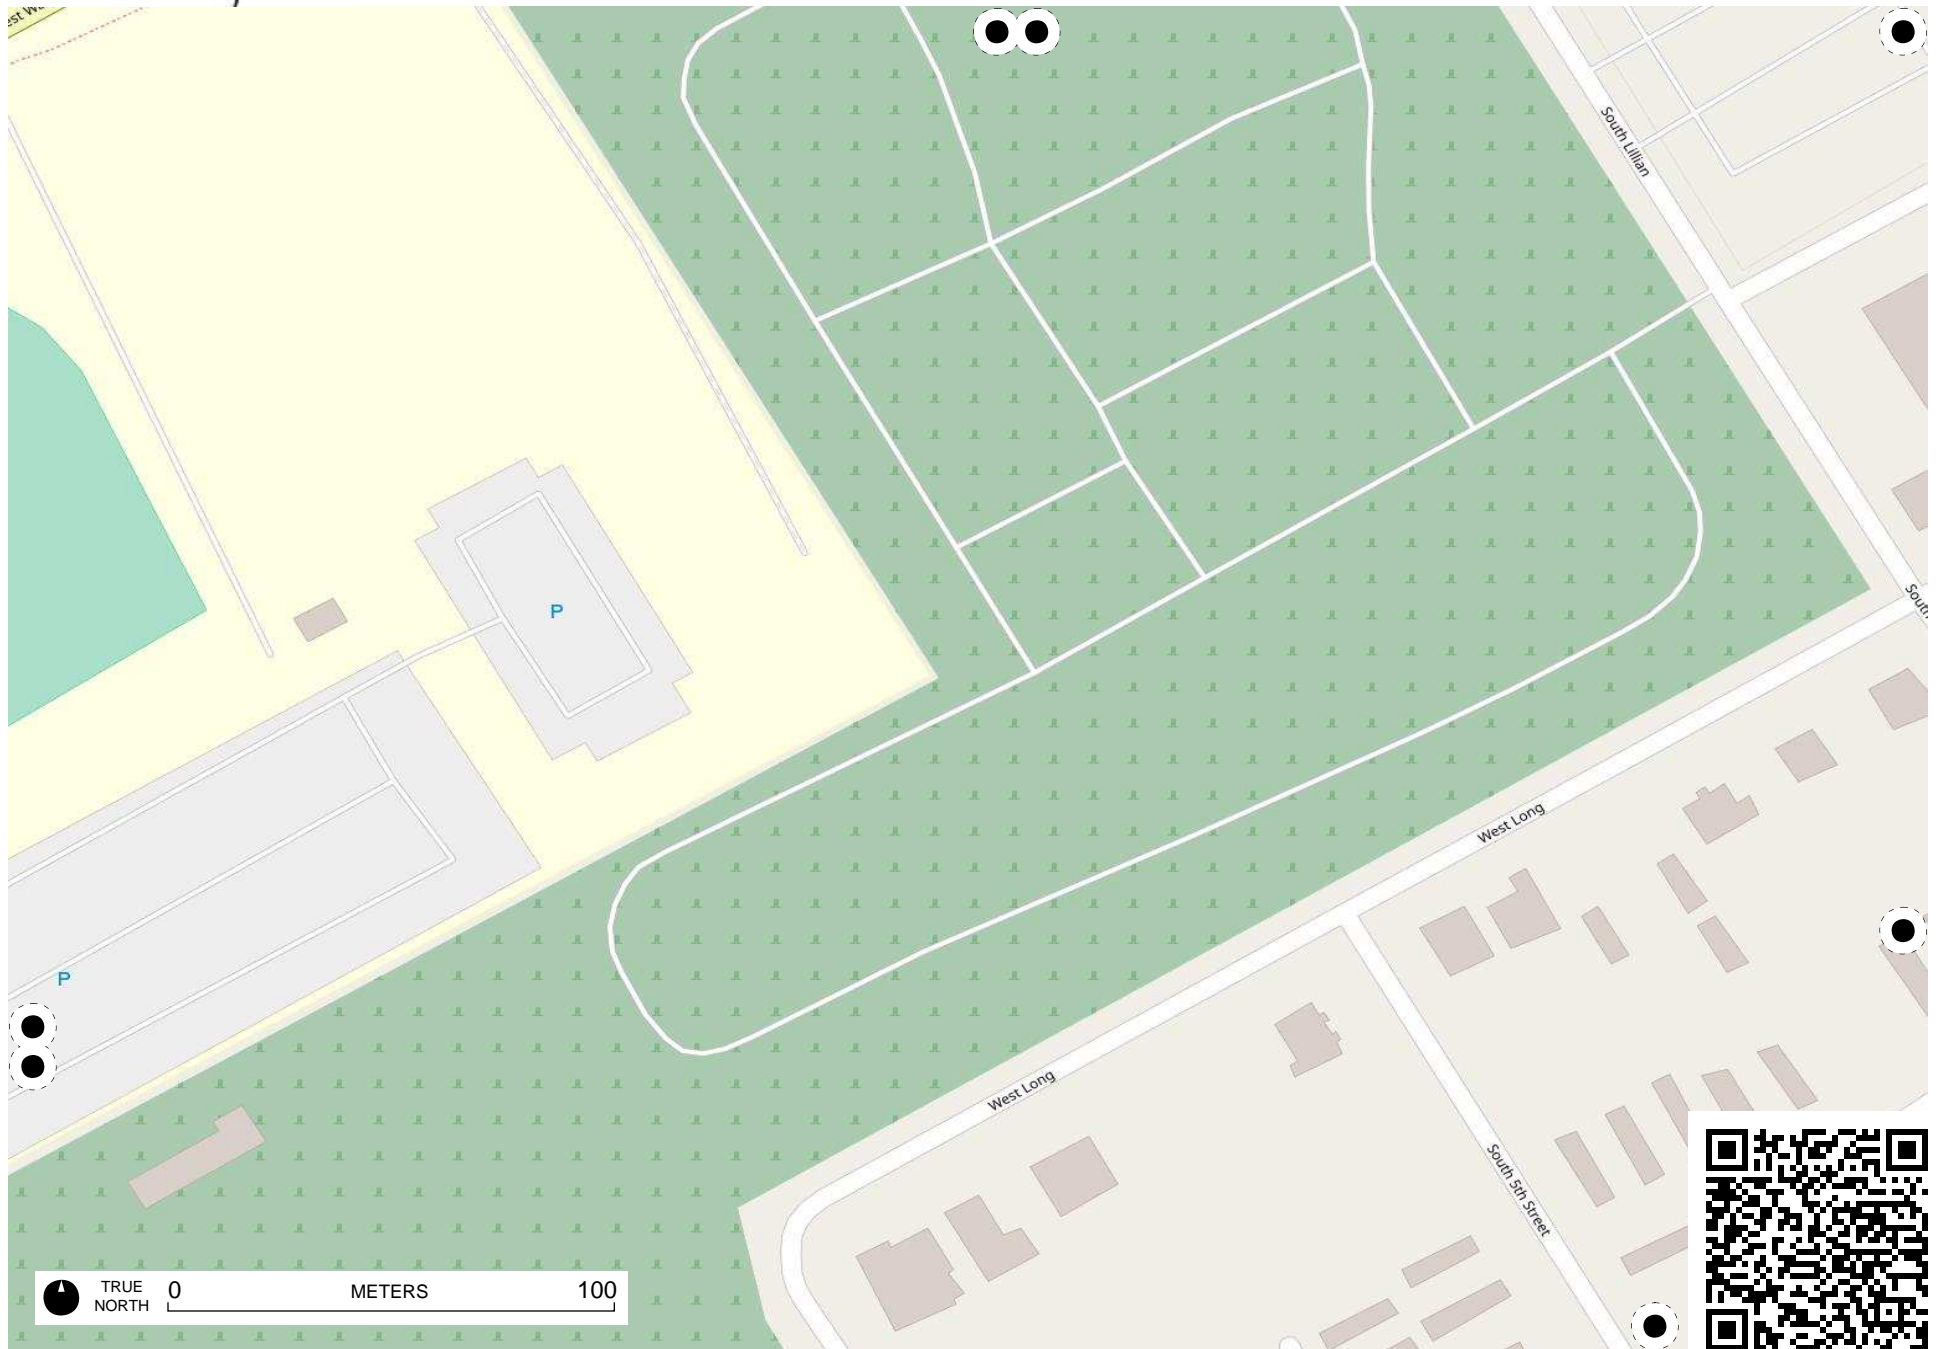 South Lillian
P
West Long
P
West Long
South 5th Street
TRUE
NORTH
0 METERS 100